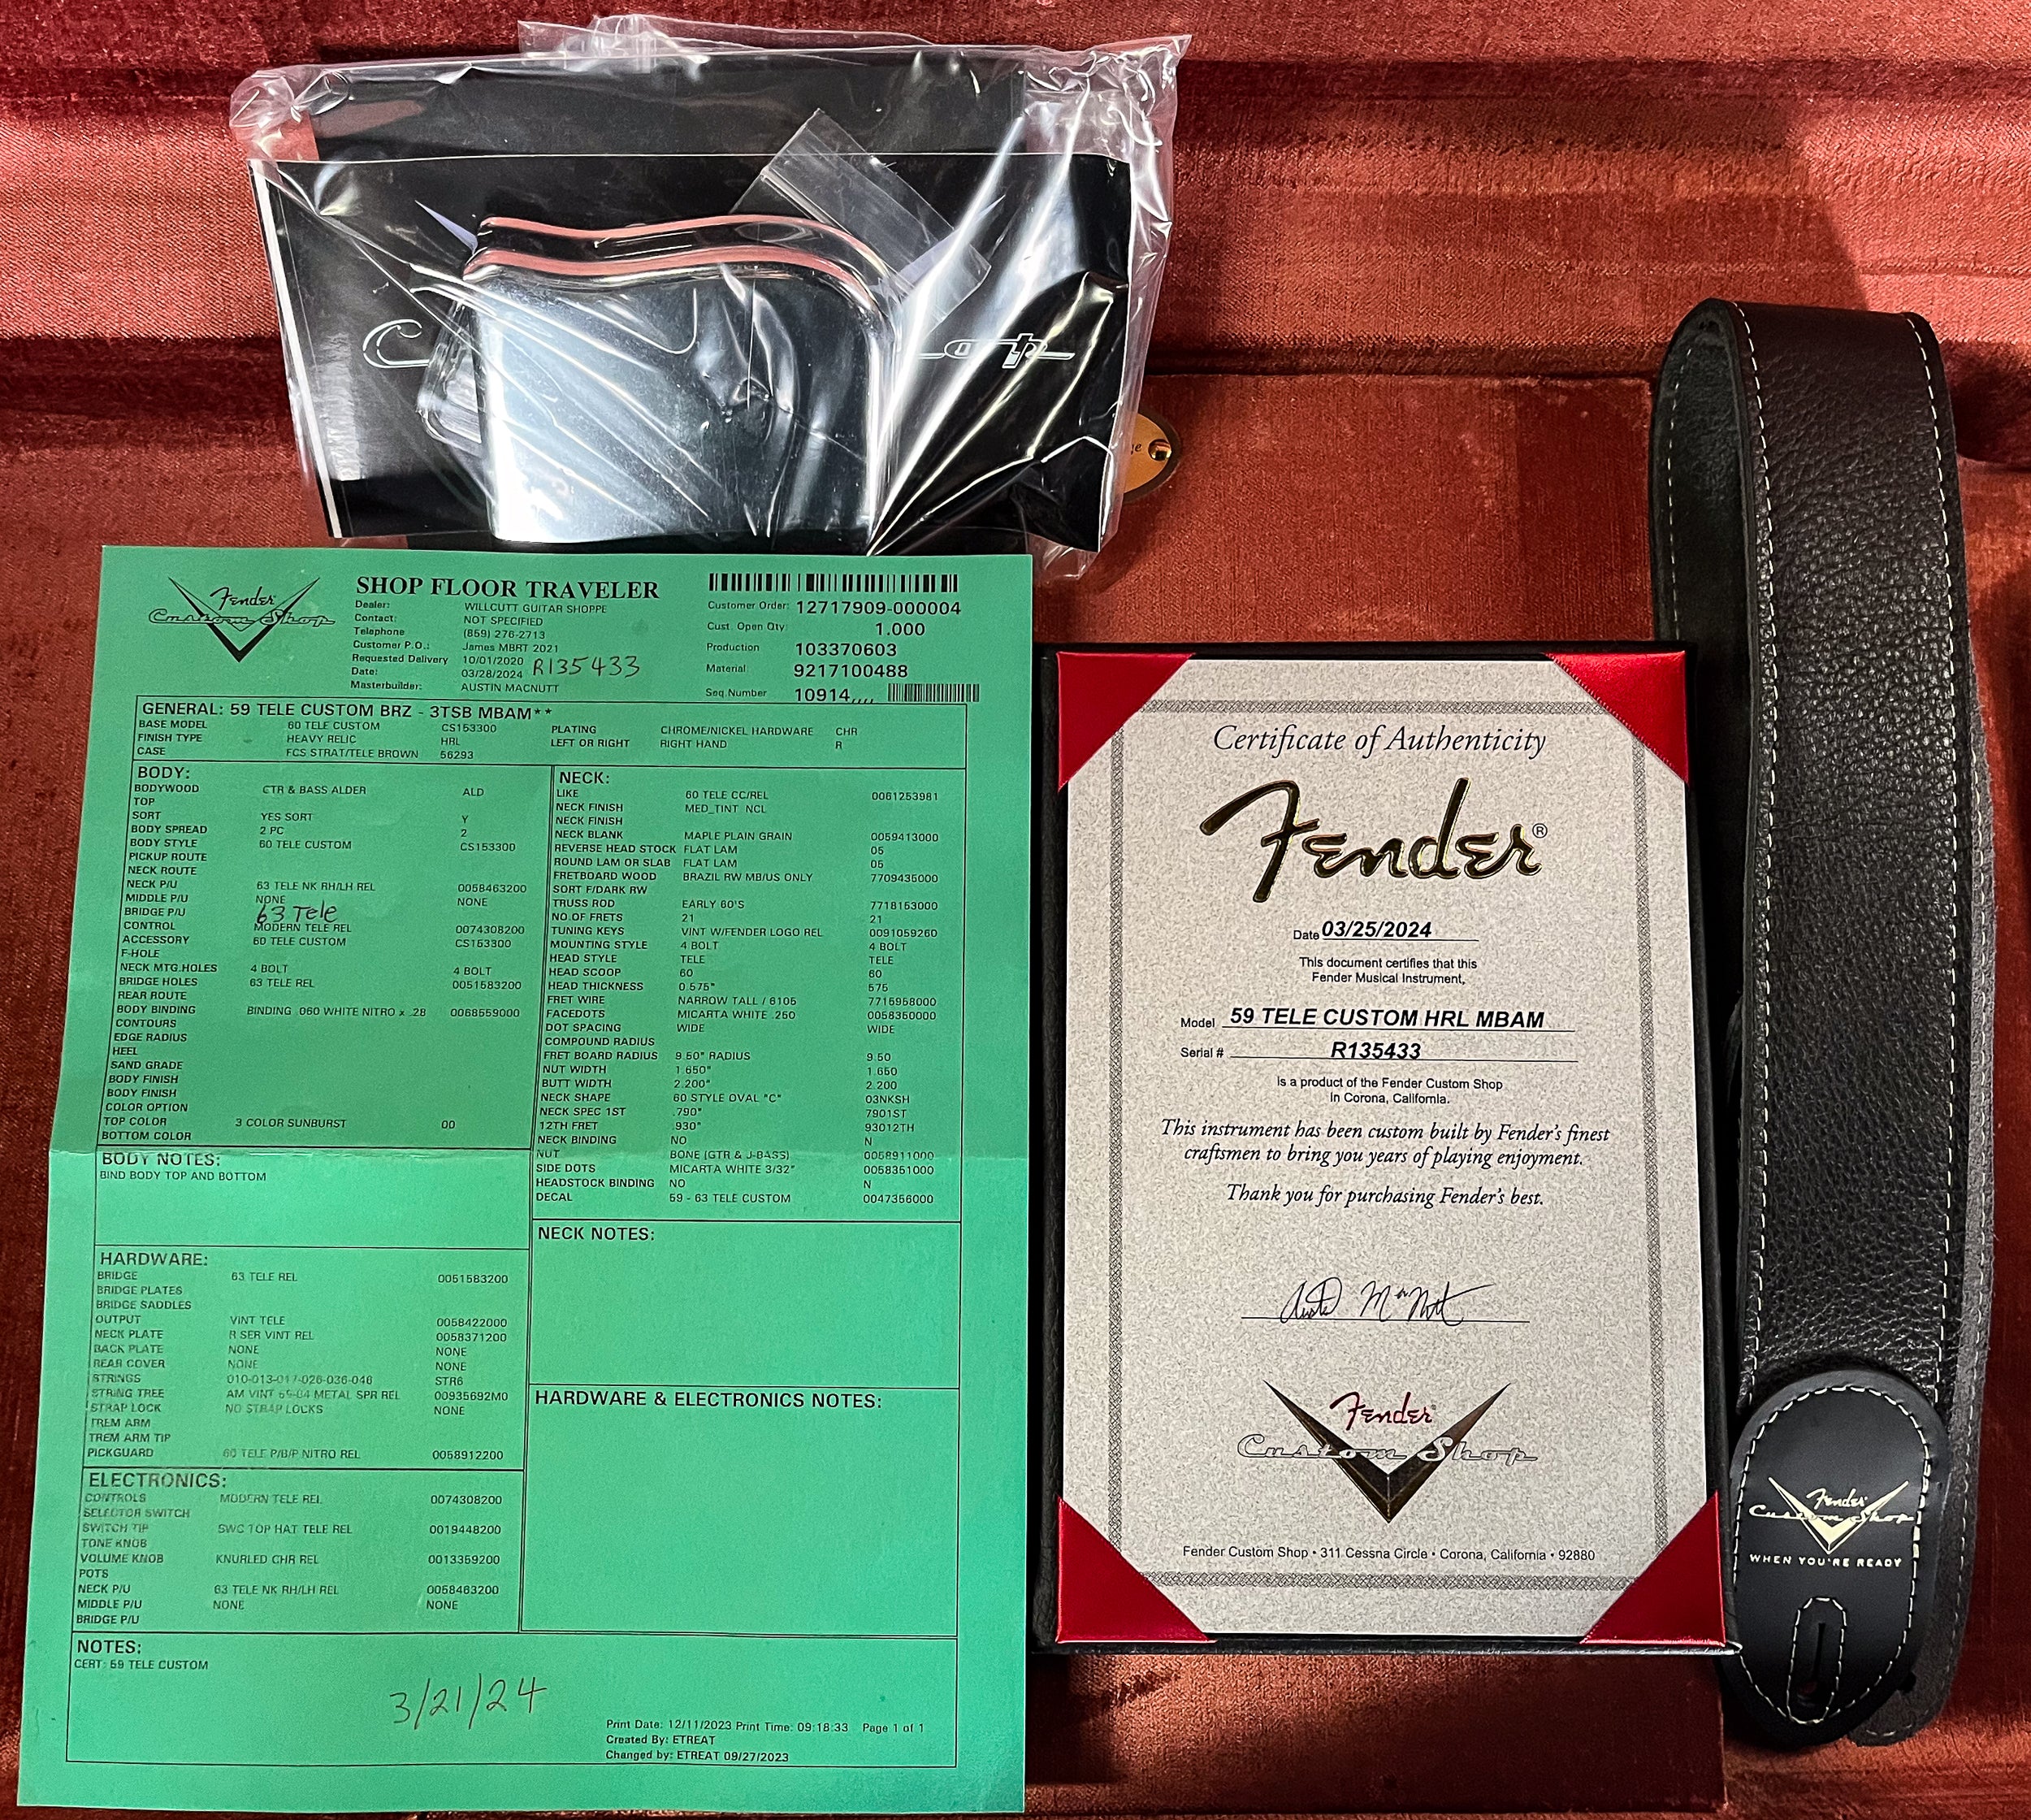 SHOP FLOOR TRAVELER
Fender
Custom Shop
Dealer: WILLCUTT GUITAR SHOPPE
Contact: NOT SPECIFIED
Telephone (859) 276-2713
Customer P.O.: James MBRT 2021
Requested Delivery 10/01/2020 R135433
Date: 03/28/2024
Masterbuilder: AUSTIN MACNUTT
Customer Order: 12717909-000004
Cust. Open Qty: 1.000
Production 103370603
Material 9217100488
Seq.Number 10914,,,,
GENERAL: 59 TELE CUSTOM BRZ - 3TSB MBAM**
BASE MODEL 60 TELE CUSTOM CS153300 PLATING CHROME/NICKEL HARDWARE CHR
FINISH TYPE HEAVY RELIC HRL LEFT OR RIGHT RIGHT HAND R
CASE FCS STRAT/TELE BROWN 56293
BODY:
BODYWOOD GTR & BASS ALDER ALD
TOP
SORT YES SORT Y
BODY SPREAD 2 PC 2
BODY STYLE 60 TELE CUSTOM CS153300
PICKUP ROUTE
NECK ROUTE
NECK P/U 63 TELE NK RH/LH REL 0058463200
MIDDLE P/U NONE NONE
BRIDGE P/U 63 Tele
CONTROL MODERN TELE REL 0074308200
ACCESSORY 60 TELE CUSTOM CS153300
F-HOLE
NECK MTG.HOLES 4 BOLT 4 BOLT
BRIDGE HOLES 63 TELE REL 0051583200
REAR ROUTE
BODY BINDING BINDING .060 WHITE NITRO x .28 0068559000
CONTOURS
EDGE RADIUS
HEEL
SAND GRADE
BODY FINISH
BODY FINISH
COLOR OPTION
TOP COLOR 3 COLOR SUNBURST 00
BOTTOM COLOR
BODY NOTES:
BIND BODY TOP AND BOTTOM
HARDWARE:
BRIDGE 63 TELE REL 0051583200
BRIDGE PLATES
BRIDGE SADDLES
OUTPUT VINT TELE 0058422000
NECK PLATE R SER VINT REL 0058371200
BACK PLATE NONE NONE
REAR COVER NONE NONE
STRINGS 010-013-017-026-036-046 STR6
STRING TREE AM VINT 59-64 METAL SPR REL 00935692M0
STRAP LOCK NO STRAP LOCKS NONE
TREM ARM
TREM ARM TIP
PICKGUARD 60 TELE P/B/P NITRO REL 0058912200
ELECTRONICS:
CONTROLS MODERN TELE REL 0074308200
SELECTOR SWITCH
SWITCH TIP SWC TOP HAT TELE REL 0019448200
TONE KNOB
VOLUME KNOB KNURLED CHR REL 0013359200
POTS
NECK P/U 63 TELE NK RH/LH REL 0058463200
MIDDLE P/U NONE NONE
BRIDGE P/U
NECK:
LIKE 60 TELE CC/REL 0061253981
NECK FINISH MED_TINT NCL
NECK FINISH
NECK BLANK MAPLE PLAIN GRAIN 0059413000
REVERSE HEAD STOCK FLAT LAM 05
ROUND LAM OR SLAB FLAT LAM 05
FRETBOARD WOOD BRAZIL RW MB/US ONLY 7709435000
SORT F/DARK RW
TRUSS ROD EARLY 60'S 7718153000
NO.OF FRETS 21 21
TUNING KEYS VINT W/FENDER LOGO REL 0091059260
MOUNTING STYLE 4 BOLT 4 BOLT
HEAD STYLE TELE TELE
HEAD SCOOP 60 60
HEAD THICKNESS 0.575" 575
FRET WIRE NARROW TALL / 6105 7715958000
FACEDOTS MICARTA WHITE .250 0058350000
DOT SPACING WIDE WIDE
COMPOUND RADIUS
FRET BOARD RADIUS 9.50" RADIUS 9.50
NUT WIDTH 1.650" 1.650
BUTT WIDTH 2.200" 2.200
NECK SHAPE 60 STYLE OVAL "C" 03NKSH
NECK SPEC 1ST .790" 7901ST
12TH FRET .930" 93012TH
NECK BINDING NO N
NUT BONE (GTR & J-BASS) 0058911000
SIDE DOTS MICARTA WHITE 3/32" 0058351000
HEADSTOCK BINDING NO N
DECAL 59 - 63 TELE CUSTOM 0047356000
NECK NOTES:
HARDWARE & ELECTRONICS NOTES:
NOTES:
CERT: 59 TELE CUSTOM
3/21/24
Print Date: 12/11/2023 Print Time: 09:18:33 Page 1 of 1
Created By: ETREAT
Changed by: ETREAT 09/27/2023
Certificate of Authenticity
Fender®
Date 03/25/2024
This document certifies that this
Fender Musical Instrument,
Model 59 TELE CUSTOM HRL MBAM
Serial # R135433
is a product of the Fender Custom Shop
in Corona, California.
This instrument has been custom built by Fender's finest
craftsmen to bring you years of playing enjoyment.
Thank you for purchasing Fender's best.
Fender
Custom Shop
Fender Custom Shop • 311 Cessna Circle • Corona, California • 92880
Fender
Custom Shop
WHEN YOU'RE READY